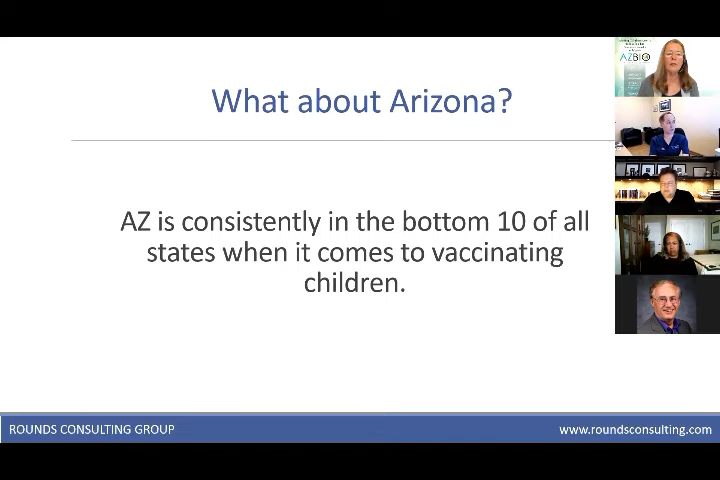 What about Arizona?
AZ is consistently in the bottom 10 of all
states when it comes to vaccinating
children.
ROUNDS CONSULTING GROUP
www.roundsconsulting.com
AZBIO